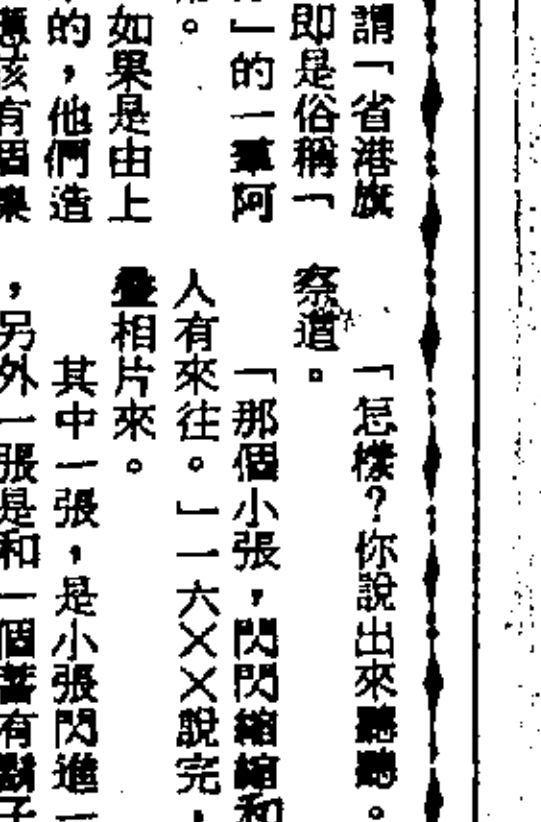 謂「省港旗
即是俗稱「
」的一羣阿
。
如果是由上
的,他們造
該有個
「怎樣?你說出來聽聽。
察道。
「那個小張,閃閃縮縮和
人有來往。」一六××說完,
疊相片來。
其中一張,是小張閃進一
,另外一張是和一個蓄有鬍子